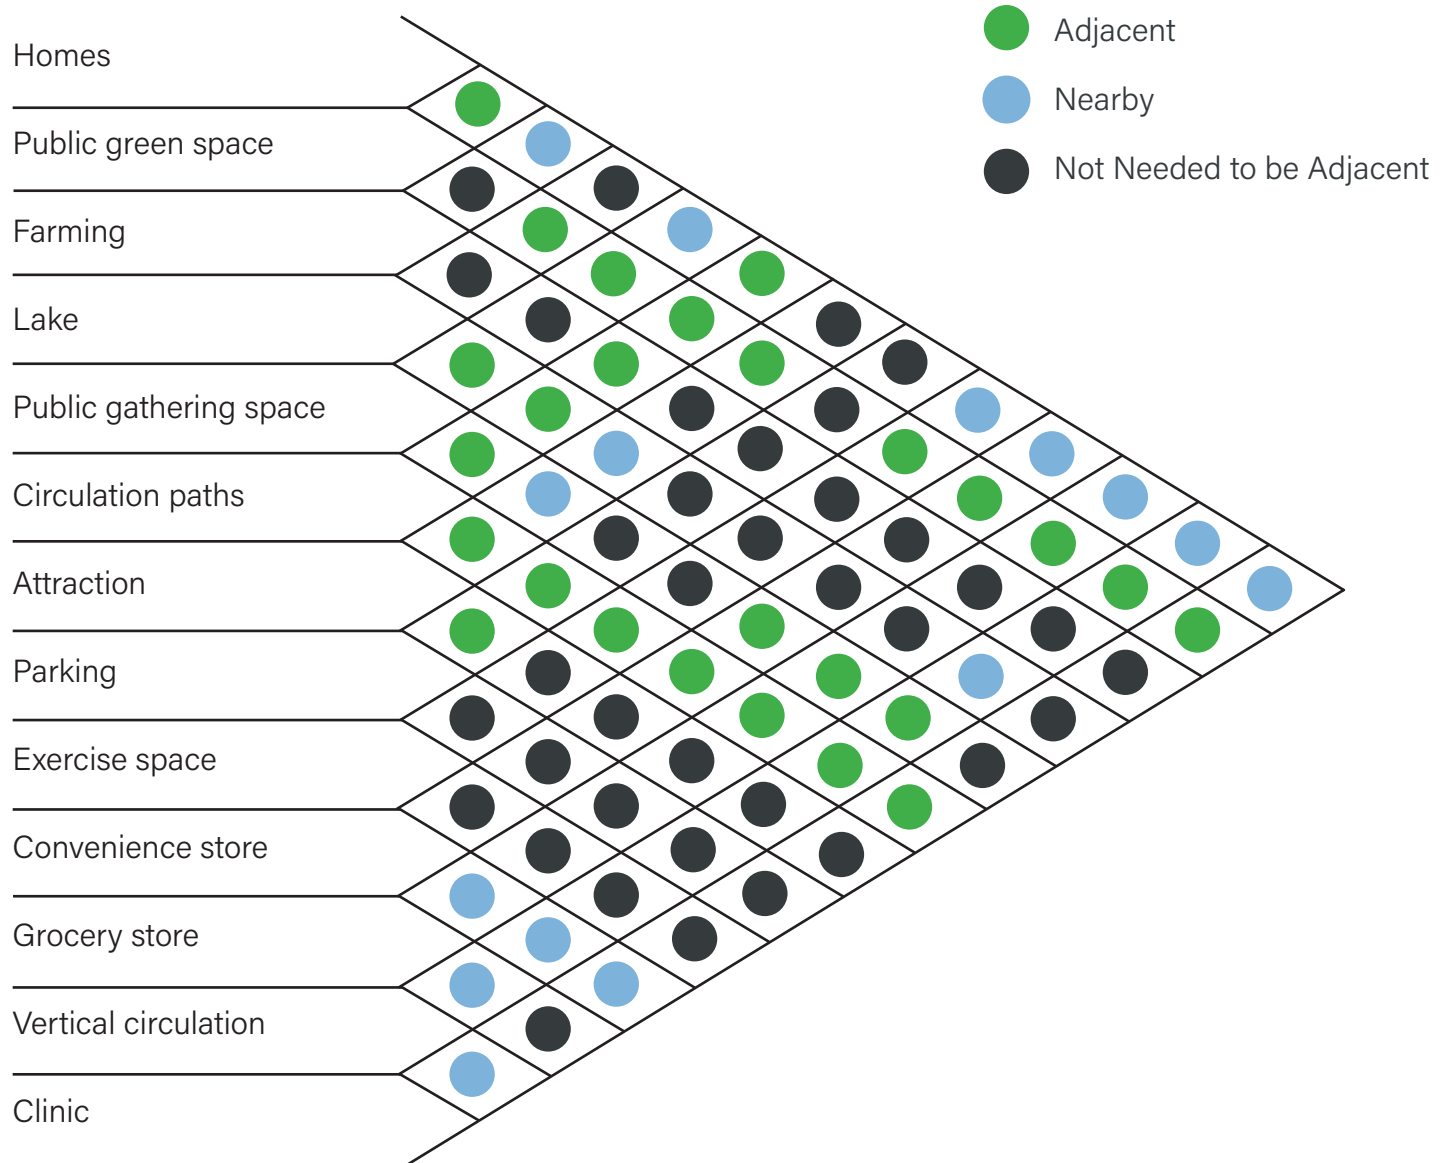 Homes
Public green space
Farming
Lake
Public gathering space
Circulation paths
Attraction
Parking
Exercise space
Convenience store
Grocery store
Vertical circulation
Clinic
Adjacent
Nearby
Not Needed to be Adjacent